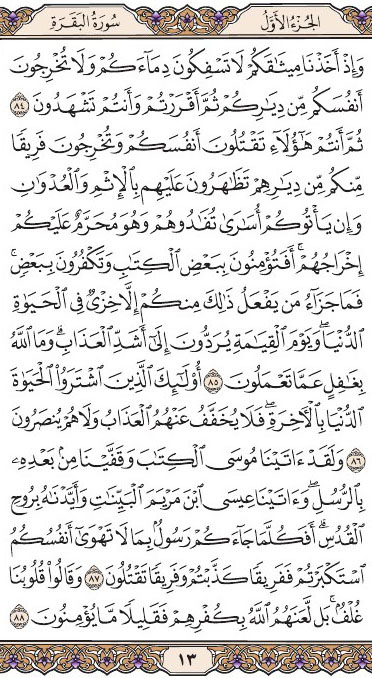 الجُزءُ الأَوَّلُ سُورَةُ البَقَرَةِ
وَإِذْ أَخَذْنَا مِيثَٰقَكُمْ لَا تَسْفِكُونَ دِمَآءَكُمْ وَلَا تُخْرِجُونَ
أَنفُسَكُم مِّن دِيَٰرِكُمْ ثُمَّ أَقْرَرْتُمْ وَأَنتُمْ تَشْهَدُونَ ٨٤
ثُمَّ أَنتُمْ هَٰٓؤُلَآءِ تَقْتُلُونَ أَنفُسَكُمْ وَتُخْرِجُونَ فَرِيقًا
مِّنكُم مِّن دِيَٰرِهِمْ تَظَٰهَرُونَ عَلَيْهِم بِٱلْإِثْمِ وَٱلْعُدْوَٰنِ
وَإِن يَأْتُوكُمْ أُسَٰرَىٰ تُفَٰدُوهُمْ وَهُوَ مُحَرَّمٌ عَلَيْكُمْ
إِخْرَاجُهُمْ ۚ أَفَتُؤْمِنُونَ بِبَعْضِ ٱلْكِتَٰبِ وَتَكْفُرُونَ بِبَعْضٍ ۚ
فَمَا جَزَآءُ مَن يَفْعَلُ ذَٰلِكَ مِنكُمْ إِلَّا خِزْىٌ فِى ٱلْحَيَوٰةِ
ٱلدُّنْيَا ۖ وَيَوْمَ ٱلْقِيَٰمَةِ يُرَدُّونَ إِلَىٰٓ أَشَدِّ ٱلْعَذَابِ ۗ وَمَا ٱللَّهُ
بِغَٰفِلٍ عَمَّا تَعْمَلُونَ ٨٥ أُو۟لَٰٓئِكَ ٱلَّذِينَ ٱشْتَرَوُا۟ ٱلْحَيَوٰةَ
ٱلدُّنْيَا بِٱلْءَاخِرَةِ ۖ فَلَا يُخَفَّفُ عَنْهُمُ ٱلْعَذَابُ وَلَا هُمْ يُنصَرُونَ
٨٦ وَلَقَدْ ءَاتَيْنَا مُوسَى ٱلْكِتَٰبَ وَقَفَّيْنَا مِنۢ بَعْدِهِۦ
بِٱلرُّسُلِ ۖ وَءَاتَيْنَا عِيسَى ٱبْنَ مَرْيَمَ ٱلْبَيِّنَٰتِ وَأَيَّدْنَٰهُ بِرُوحِ
ٱلْقُدُسِ ۗ أَفَكُلَّمَا جَآءَكُمْ رَسُولٌۢ بِمَا لَا تَهْوَىٰٓ أَنفُسُكُمُ
ٱسْتَكْبَرْتُمْ فَفَرِيقًا كَذَّبْتُمْ وَفَرِيقًا تَقْتُلُونَ ٨٧ وَقَالُوا۟ قُلُوبُنَا
غُلْفٌۢ ۚ بَل لَّعَنَهُمُ ٱللَّهُ بِكُفْرِهِمْ فَقَلِيلًا مَّا يُؤْمِنُونَ ٨٨
١٣